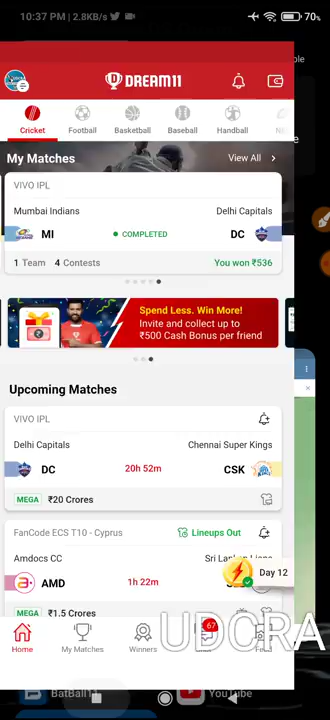 10:37 PM | 2.8KB/s
70%
DREAM11
Cricket
Football
Basketball
Baseball
Handball
My Matches
View All
VIVO IPL
Mumbai Indians
Delhi Capitals
MI
COMPLETED
DC
1 Team 4 Contests
You won ₹536
Spend Less. Win More!
Invite and collect up to
₹500 Cash Bonus per friend
Upcoming Matches
VIVO IPL
Delhi Capitals
Chennai Super Kings
DC
20h 52m
CSK
MEGA
₹20 Crores
FanCode ECS T10 - Cyprus
Lineups Out
Amdocs CC
Sri Lankan Lions
AMD
1h 22m
Day 12
MEGA
₹1.5 Crores
67
Home
My Matches
Winners
UDCRA
BatBall11
YouTube